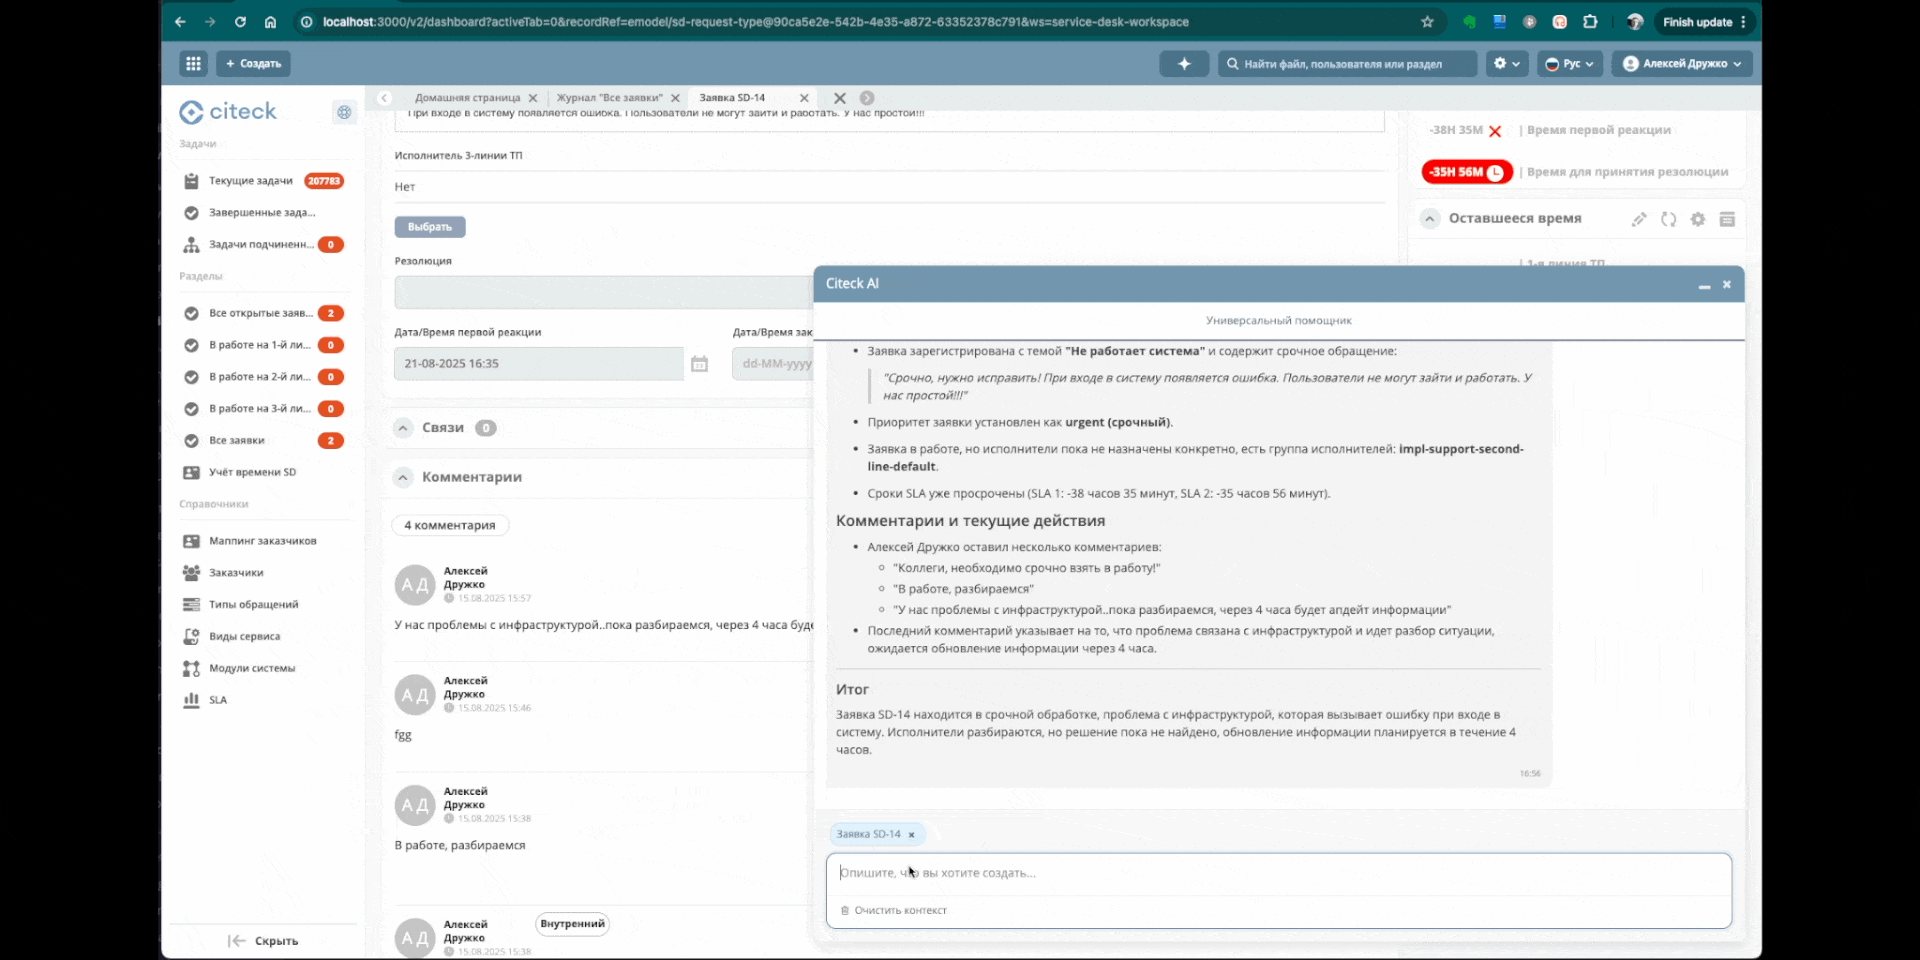 localhost:3000/v2/dashboard?activeTab=0&recordRef=emodel/sd-request-type@90ca5e2e-542b-4e35-a872-63352378c791&ws=service-desk-workspace
Finish update
+ Создать
Найти файл, пользователя или раздел
Рус
Алексей Дружко
citeck
Домашняя страница
Журнал "Все заявки"
Заявка SD-14
Задачи
Текущие задачи 207783
Завершенные зада...
Задачи подчиненн... 0
Разделы
Все открытые заяв... 2
В работе на 1-й ли... 0
В работе на 2-й ли... 0
В работе на 3-й ли... 0
Все заявки 2
Учёт времени SD
Справочники
Маппинг заказчиков
Заказчики
Типы обращений
Виды сервиса
Модули системы
SLA
Скрыть
При входе в систему появляется ошибка. Пользователи не могут зайти и работать. У нас простой!!!
Исполнитель 3-линии ТП
Нет
Выбрать
Резолюция
Дата/Время первой реакции
Дата/Время зак
21-08-2025 16:35
dd-MM-yyyy
Связи 0
Комментарии
4 комментария
А Д
Алексей
Дружко
15.08.2025 15:57
У нас проблемы с инфраструктурой..пока разбираемся, через 4 часа буде
А Д
Алексей
Дружко
15.08.2025 15:46
fgg
А Д
Алексей
Дружко
15.08.2025 15:38
В работе, разбираемся
А Д
Алексей
Дружко
Внутренний
15.08.2025 15:38
-38H 35M | Время первой реакции
-35H 56M | Время для принятия резолюции
Оставшееся время
1-я линия ТП
Citeck AI
Универсальный помощник
Заявка зарегистрирована с темой "Не работает система" и содержит срочное обращение:
"Срочно, нужно исправить! При входе в систему появляется ошибка. Пользователи не могут зайти и работать. У
нас простой!!!"
Приоритет заявки установлен как urgent (срочный).
Заявка в работе, но исполнители пока не назначены конкретно, есть группа исполнителей: impl-support-second-
line-default.
Сроки SLA уже просрочены (SLA 1: -38 часов 35 минут, SLA 2: -35 часов 56 минут).
Комментарии и текущие действия
Алексей Дружко оставил несколько комментариев:
"Коллеги, необходимо срочно взять в работу!"
"В работе, разбираемся"
"У нас проблемы с инфраструктурой..пока разбираемся, через 4 часа будет апдейт информации"
Последний комментарий указывает на то, что проблема связана с инфраструктурой и идет разбор ситуации,
ожидается обновление информации через 4 часа.
Итог
Заявка SD-14 находится в срочной обработке, проблема с инфраструктурой, которая вызывает ошибку при входе в
систему. Исполнители разбираются, но решение пока не найдено, обновление информации планируется в течение 4
часов.
16:56
Заявка SD-14
Опишите, что вы хотите создать...
Очистить контекст